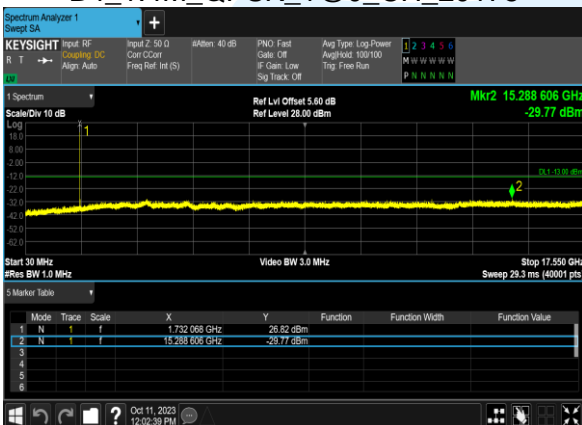 Spectrum Analyzer 1
Swept SA
KEYSIGHT
R T
LV
Input: RF
Coupling: DC
Align: Auto
Input Z: 50 Ω
Corr CCorr
Freq Ref: Int (S)
#Atten: 40 dB
PNO: Fast
Gate: Off
IF Gain: Low
Sig Track: Off
Avg Type: Log-Power
Avg|Hold: 100/100
Trig: Free Run
1 2 3 4 5 6
M W W W W W
P N N N N N
1 Spectrum
Scale/Div 10 dB
Ref Lvl Offset 5.60 dB
Ref Level 28.00 dBm
Mkr2 15.288 606 GHz
-29.77 dBm
Log
18.0
8.00
-2.00
-12.0
-22.0
-32.0
-42.0
-52.0
-62.0
1
DL1 -13.00 dBm
2
Start 30 MHz
#Res BW 1.0 MHz
Video BW 3.0 MHz
Stop 17.550 GHz
Sweep 29.3 ms (40001 pts
5 Marker Table
Mode Trace Scale X Y Function Function Width Function Value
1 N 1 f 1.732 068 GHz 26.82 dBm
2 N 1 f 15.288 606 GHz -29.77 dBm
3
4
5
6
?
Oct 11, 2023
12:02:39 PM